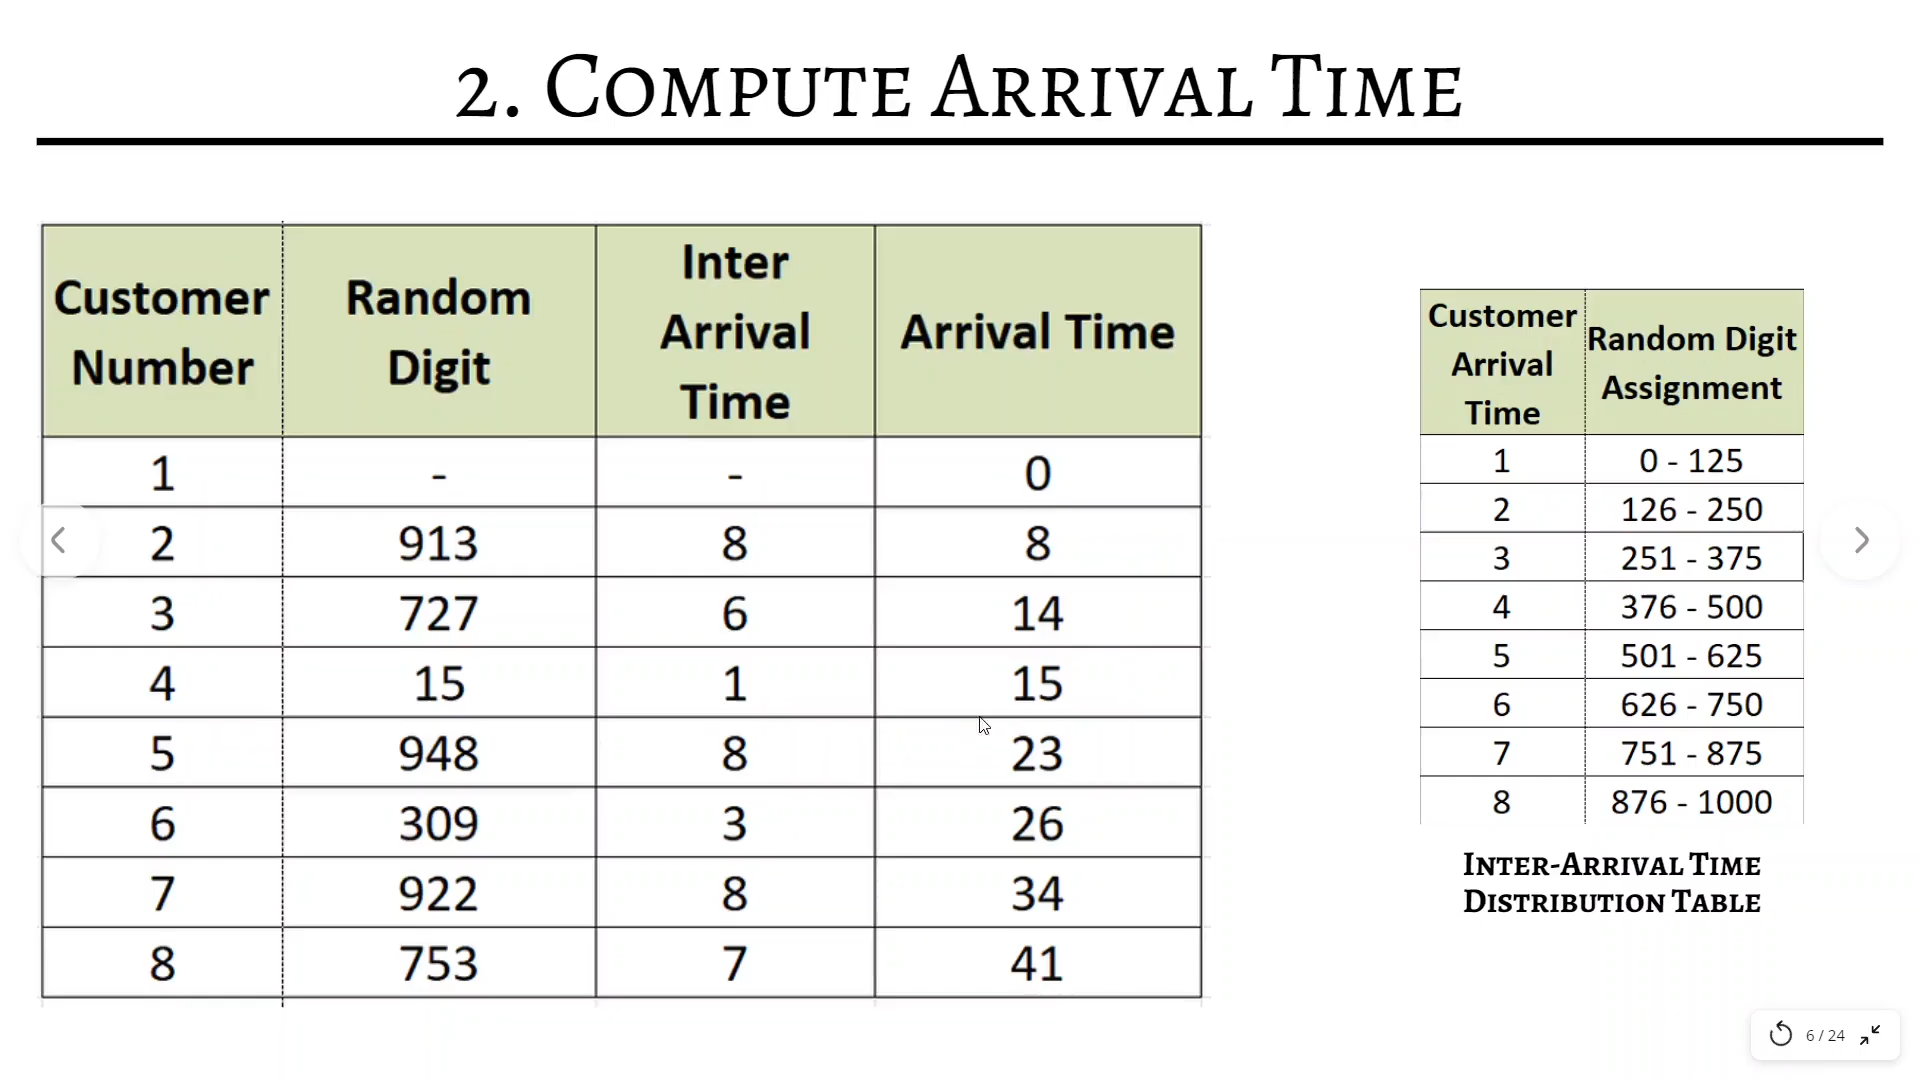 2. Compute Arrival Time
Customer Number | Random Digit | Inter Arrival Time | Arrival Time
1 | - | - | 0
2 | 913 | 8 | 8
3 | 727 | 6 | 14
4 | 15 | 1 | 15
5 | 948 | 8 | 23
6 | 309 | 3 | 26
7 | 922 | 8 | 34
8 | 753 | 7 | 41
Customer Arrival Time | Random Digit Assignment
1 | 0 - 125
2 | 126 - 250
3 | 251 - 375
4 | 376 - 500
5 | 501 - 625
6 | 626 - 750
7 | 751 - 875
8 | 876 - 1000
Inter-Arrival Time
Distribution Table
6 / 24